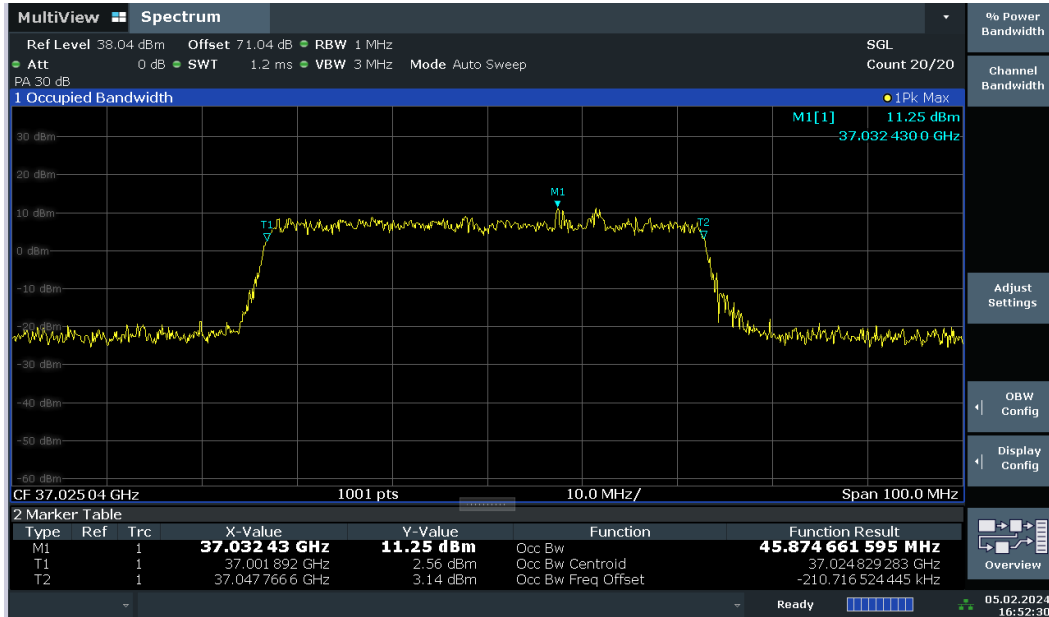 MultiView Spectrum
Ref Level 38.04 dBm Offset 71.04 dB RBW 1 MHz SGL
Att 0 dB SWT 1.2 ms VBW 3 MHz Mode Auto Sweep Count 20/20
PA 30 dB
1 Occupied Bandwidth 1Pk Max
M1[1] 11.25 dBm
37.032 430 0 GHz
30 dBm
20 dBm
M1
10 dBm
T1 T2
0 dBm
-10 dBm
-20 dBm
-30 dBm
-40 dBm
-50 dBm
-60 dBm
CF 37.025 04 GHz 1001 pts 10.0 MHz/ Span 100.0 MHz
2 Marker Table
Type Ref Trc X-Value Y-Value Function Function Result
M1 1 37.032 43 GHz 11.25 dBm Occ Bw 45.874 661 595 MHz
T1 1 37.001 892 GHz 2.56 dBm Occ Bw Centroid 37.024 829 283 GHz
T2 1 37.047 766 6 GHz 3.14 dBm Occ Bw Freq Offset -210.716 524 445 kHz
Ready
05.02.2024
16:52:30
% Power
Bandwidth
Channel
Bandwidth
Adjust
Settings
OBW
Config
Display
Config
Overview